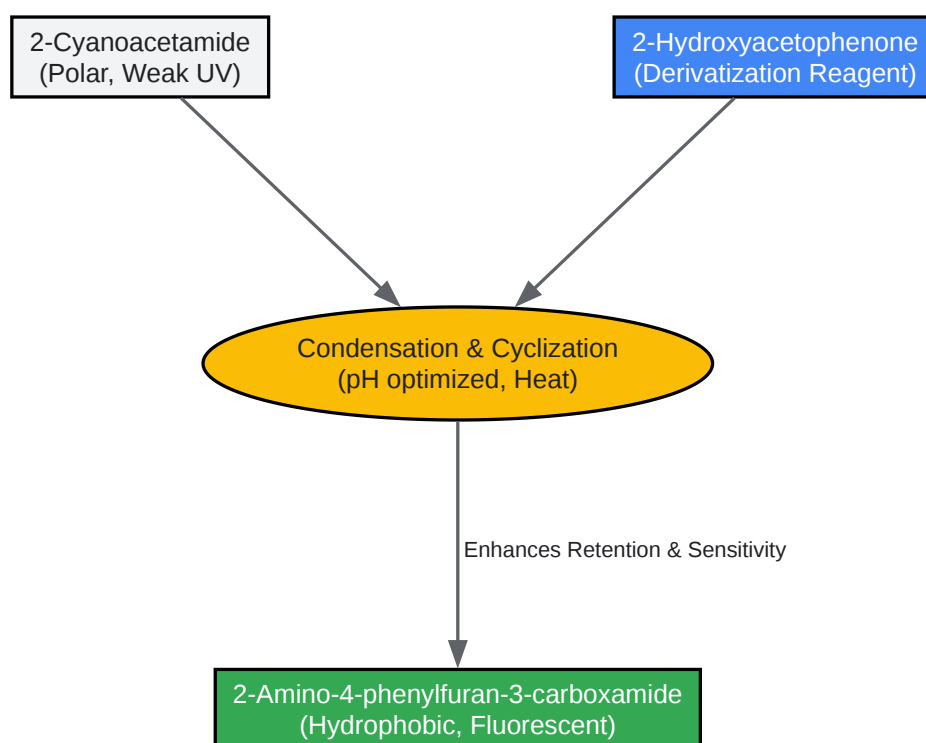 2-Cyanoacetamide
(Polar, Weak UV)
2-Hydroxyacetophenone
(Derivatization Reagent)
Condensation & Cyclization
(pH optimized, Heat)
Enhances Retention & Sensitivity
2-Amino-4-phenylfuran-3-carboxamide
(Hydrophobic, Fluorescent)